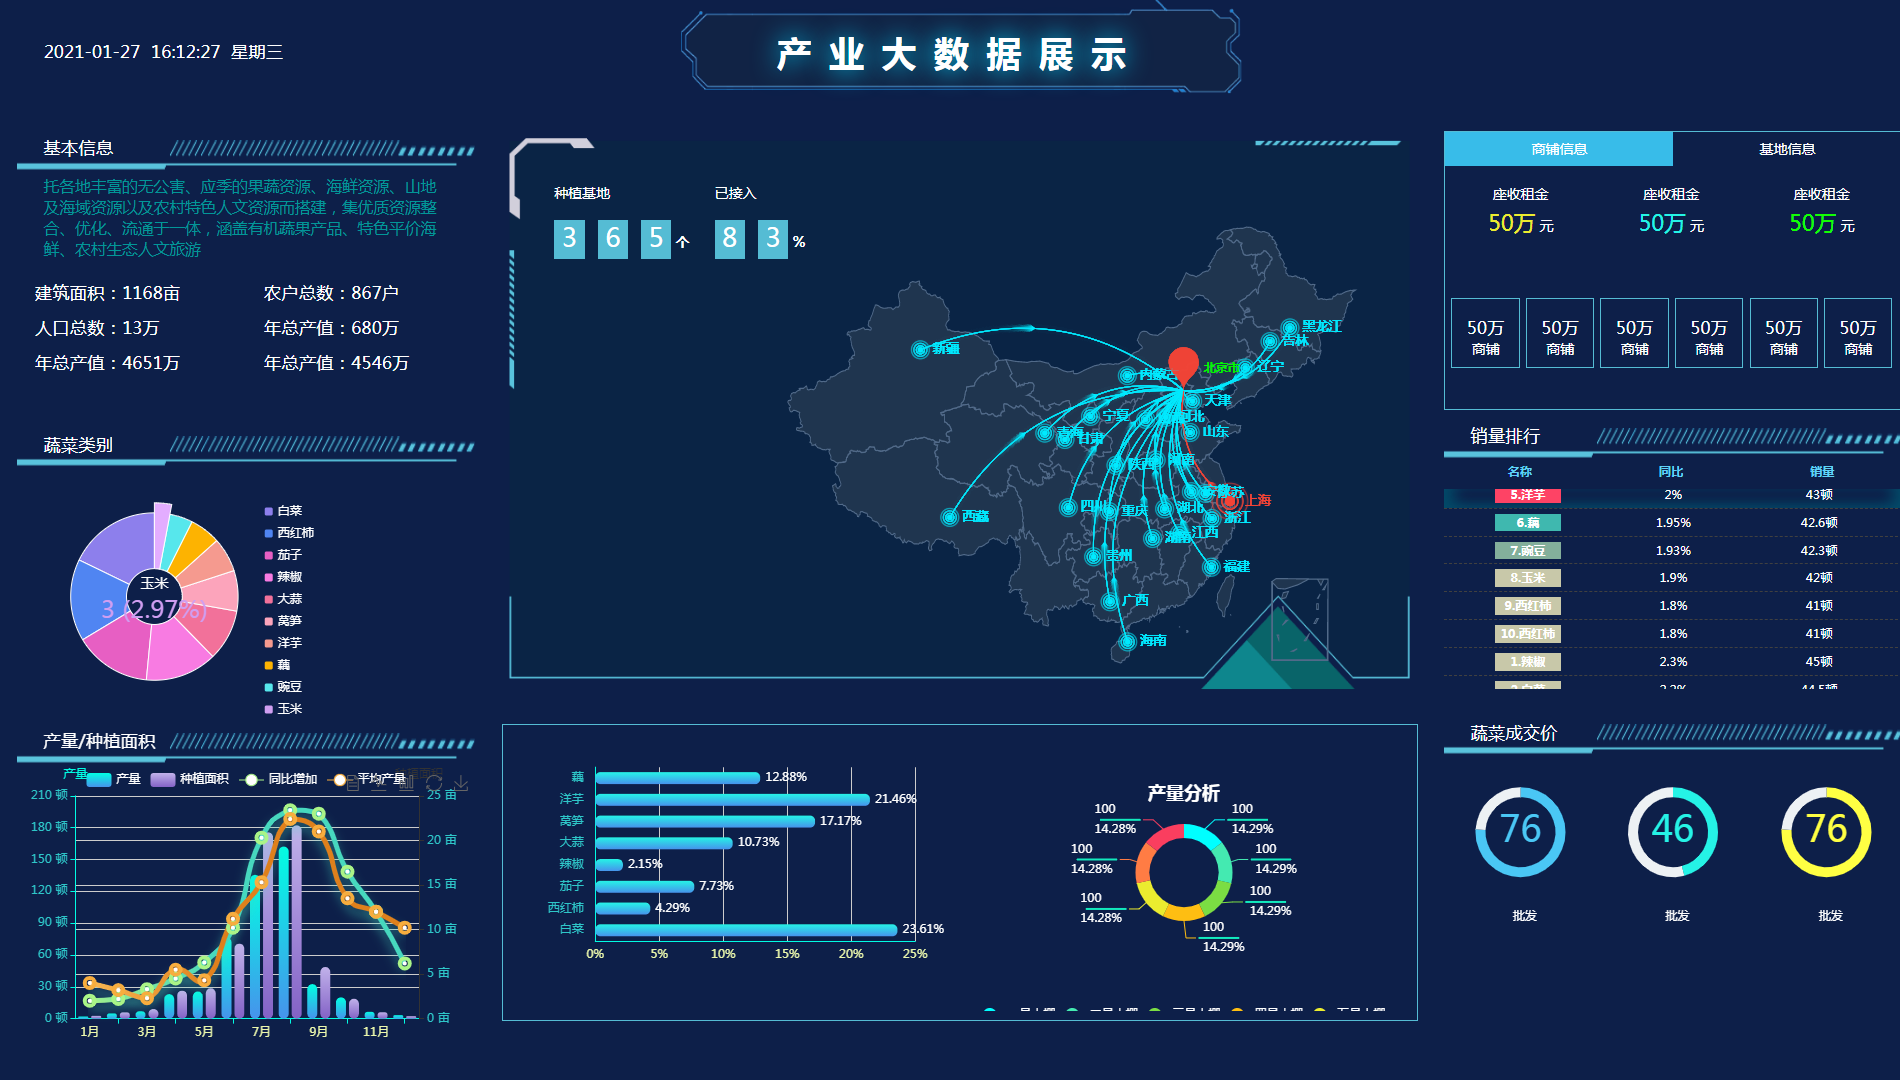 2021-01-27 16:12:27 星期三
产业大数据展示
基本信息
托各地丰富的无公害、应季的果蔬资源、海鲜资源、山地
及海域资源以及农村特色人文资源而搭建，集优质资源整
合、优化、流通于一体，涵盖有机蔬果产品、特色平价海
鲜、农村生态人文旅游
建筑面积：1168亩
农户总数：867户
人口总数：13万
年总产值：680万
年总产值：4651万
年总产值：4546万
蔬菜类别
玉米
3 (2.97%)
白菜
西红柿
茄子
辣椒
大蒜
莴笋
洋芋
藕
豌豆
玉米
产量/种植面积
产量
产量
种植面积
同比增加
平均产量
210 顿
180 顿
150 顿
120 顿
90 顿
60 顿
30 顿
0 顿
25 亩
20 亩
15 亩
10 亩
5 亩
0 亩
1月
3月
5月
7月
9月
11月
种植基地
365个
已接入
83%
黑龙江
吉林
辽宁
新疆
内蒙古
北京市
天津
宁夏
河北
青海
甘肃
山东
陕西
河南
安徽
江苏
上海
西藏
四川
重庆
湖北
浙江
湖南
江西
贵州
福建
广西
海南
藕
洋芋
莴笋
大蒜
辣椒
茄子
西红柿
白菜
12.88%
21.46%
17.17%
10.73%
2.15%
7.73%
4.29%
23.61%
0%
5%
10%
15%
20%
25%
产量分析
100
14.28%
100
14.29%
100
14.28%
100
14.29%
100
14.28%
100
14.29%
100
14.29%
商铺信息
基地信息
座收租金
50万 元
座收租金
50万 元
座收租金
50万 元
50万
商铺
50万
商铺
50万
商铺
50万
商铺
50万
商铺
50万
商铺
销量排行
名称 同比 销量
5.洋芋 2% 43顿
6.藕 1.95% 42.6顿
7.豌豆 1.93% 42.3顿
8.玉米 1.9% 42顿
9.西红柿 1.8% 41顿
10.西红柿 1.8% 41顿
1.辣椒 2.3% 45顿
蔬菜成交价
76
46
76
批发
批发
批发